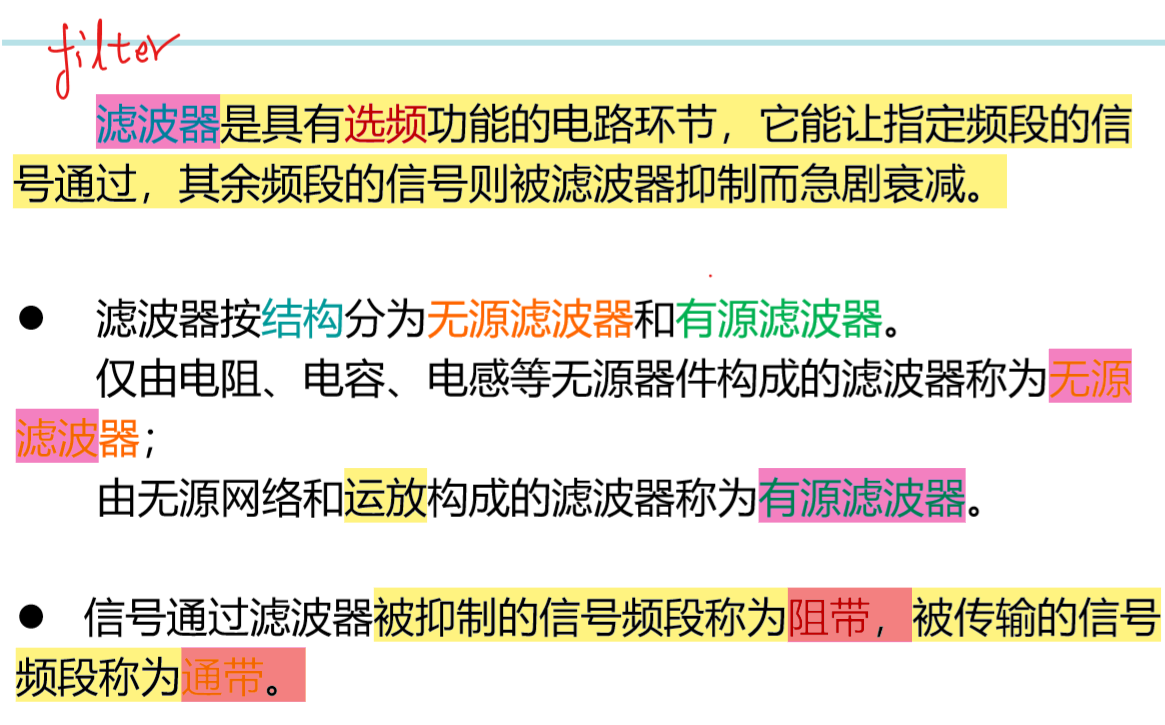 filter
滤波器是具有选频功能的电路环节，它能让指定频段的信
号通过，其余频段的信号则被滤波器抑制而急剧衰减。
● 滤波器按结构分为无源滤波器和有源滤波器。
仅由电阻、电容、电感等无源器件构成的滤波器称为无源
滤波器；
由无源网络和运放构成的滤波器称为有源滤波器。
● 信号通过滤波器被抑制的信号频段称为阻带，被传输的信号
频段称为通带。